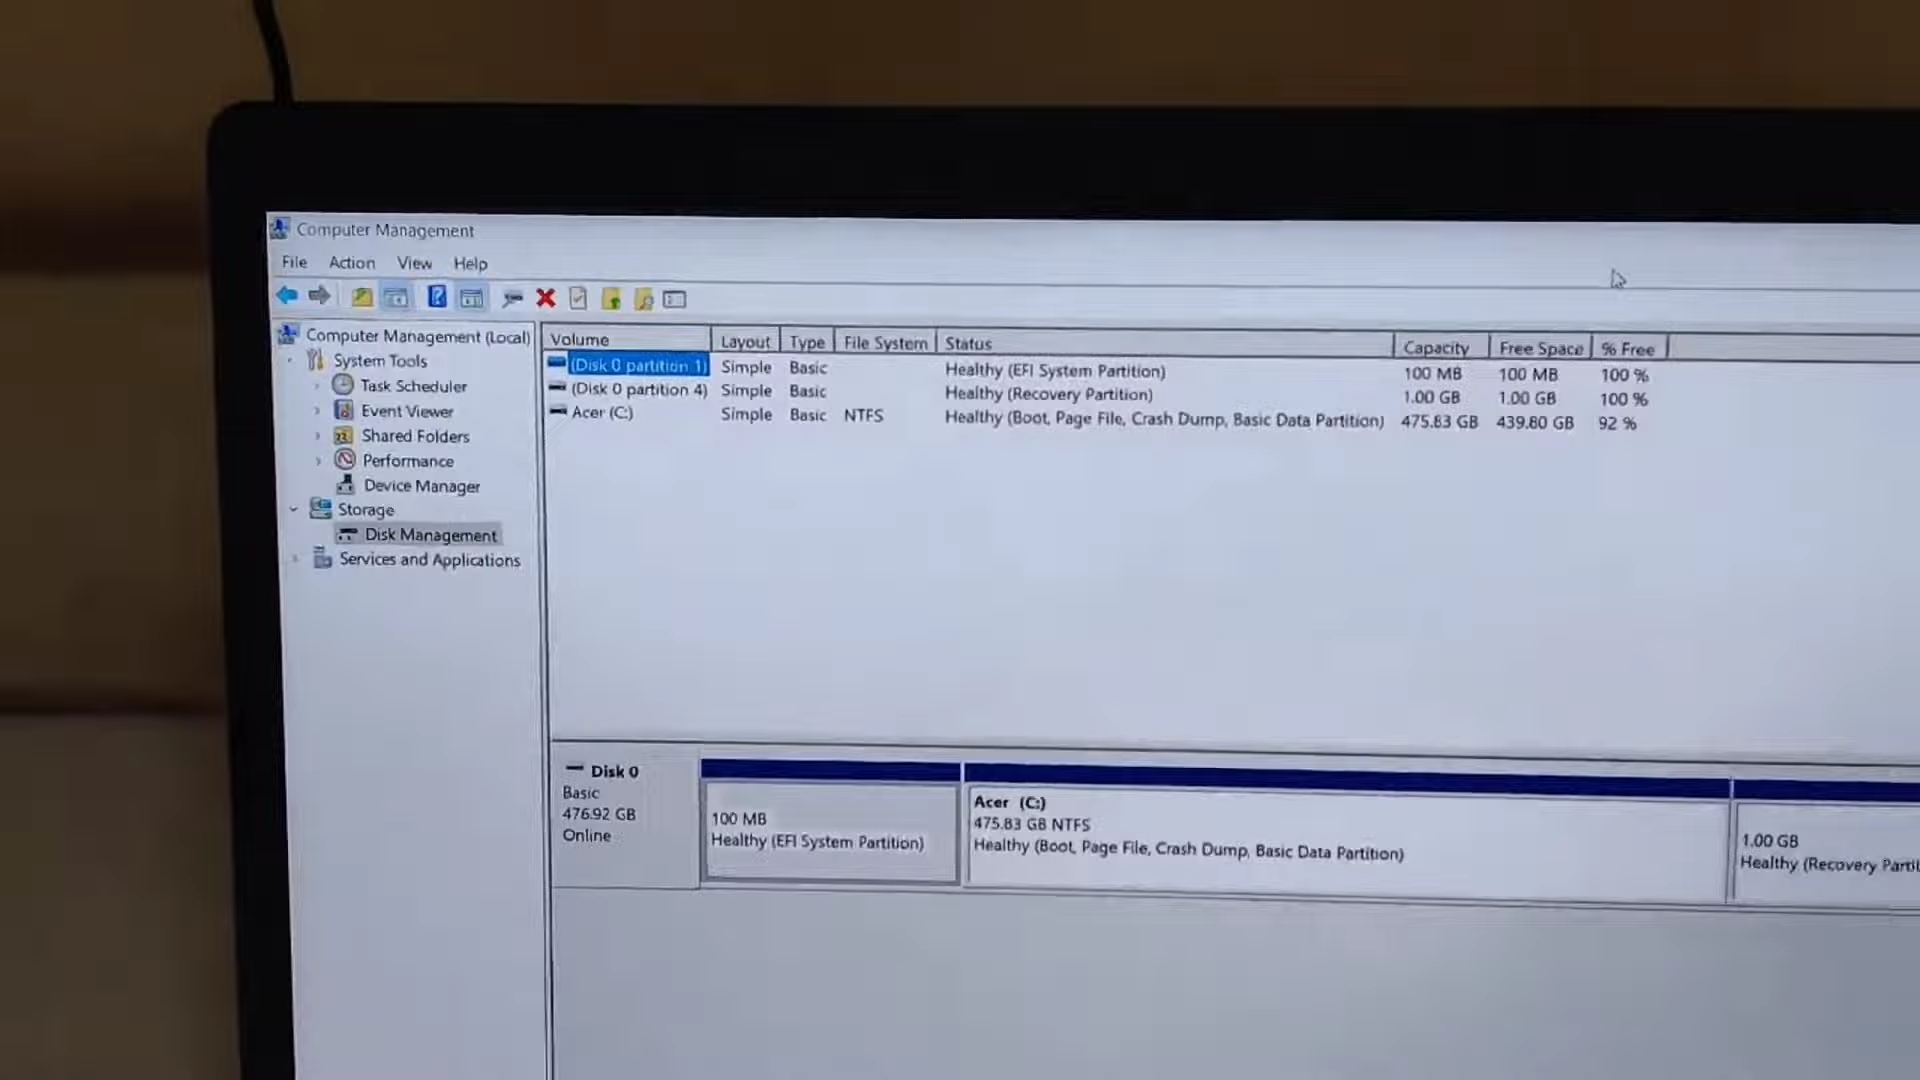 Computer Management
File Action View Help
Computer Management (Local)
System Tools
Task Scheduler
Event Viewer
Shared Folders
Performance
Device Manager
Storage
Disk Management
Services and Applications
Volume Layout Type File System Status Capacity Free Space % Free
(Disk 0 partition 1) Simple Basic Healthy (EFI System Partition) 100 MB 100 MB 100 %
(Disk 0 partition 4) Simple Basic Healthy (Recovery Partition) 1.00 GB 1.00 GB 100 %
Acer (C:) Simple Basic NTFS Healthy (Boot, Page File, Crash Dump, Basic Data Partition) 475.83 GB 439.80 GB 92 %
Disk 0
Basic
476.92 GB
Online
100 MB
Healthy (EFI System Partition)
Acer (C:)
475.83 GB NTFS
Healthy (Boot, Page File, Crash Dump, Basic Data Partition)
1.00 GB
Healthy (Recovery Parti